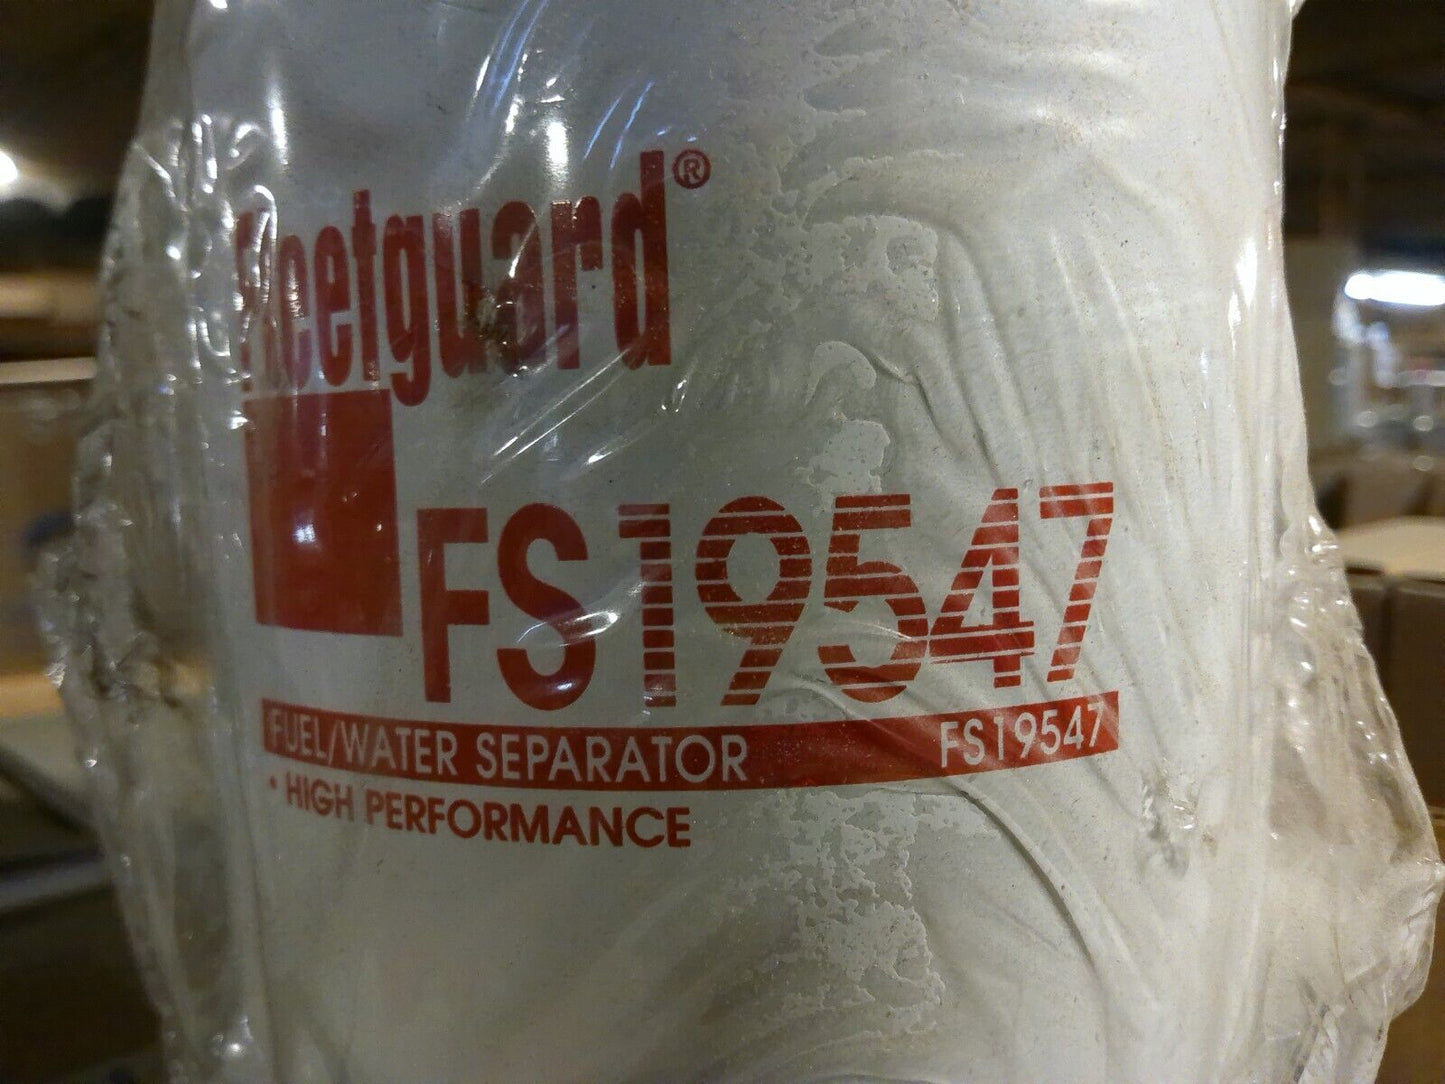 Fleetguard®
FS19547
FUEL/WATER SEPARATOR FS19547
• HIGH PERFORMANCE